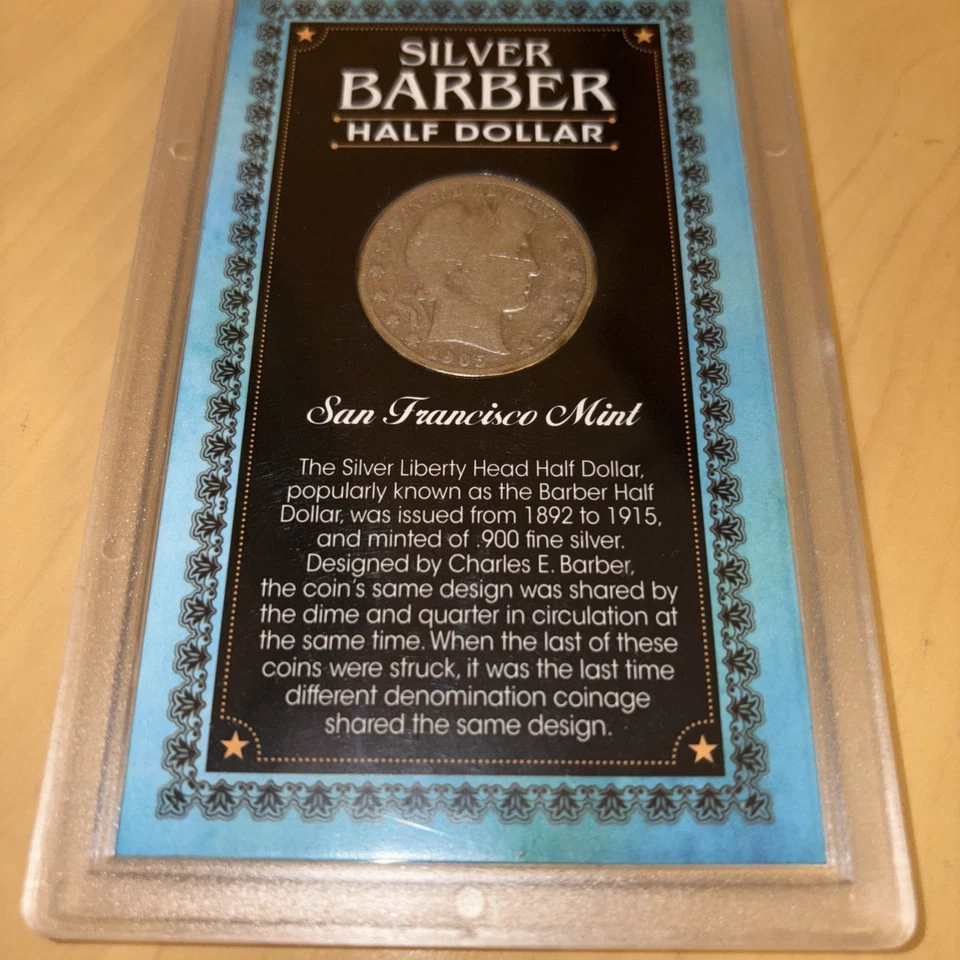 SILVER
BARBER
HALF DOLLAR
1905
San Francisco Mint
The Silver Liberty Head Half Dollar,
popularly known as the Barber Half
Dollar, was issued from 1892 to 1915,
and minted of .900 fine silver.
Designed by Charles E. Barber,
the coin's same design was shared by
the dime and quarter in circulation at
the same time. When the last of these
coins were struck, it was the last time
different denomination coinage
shared the same design.